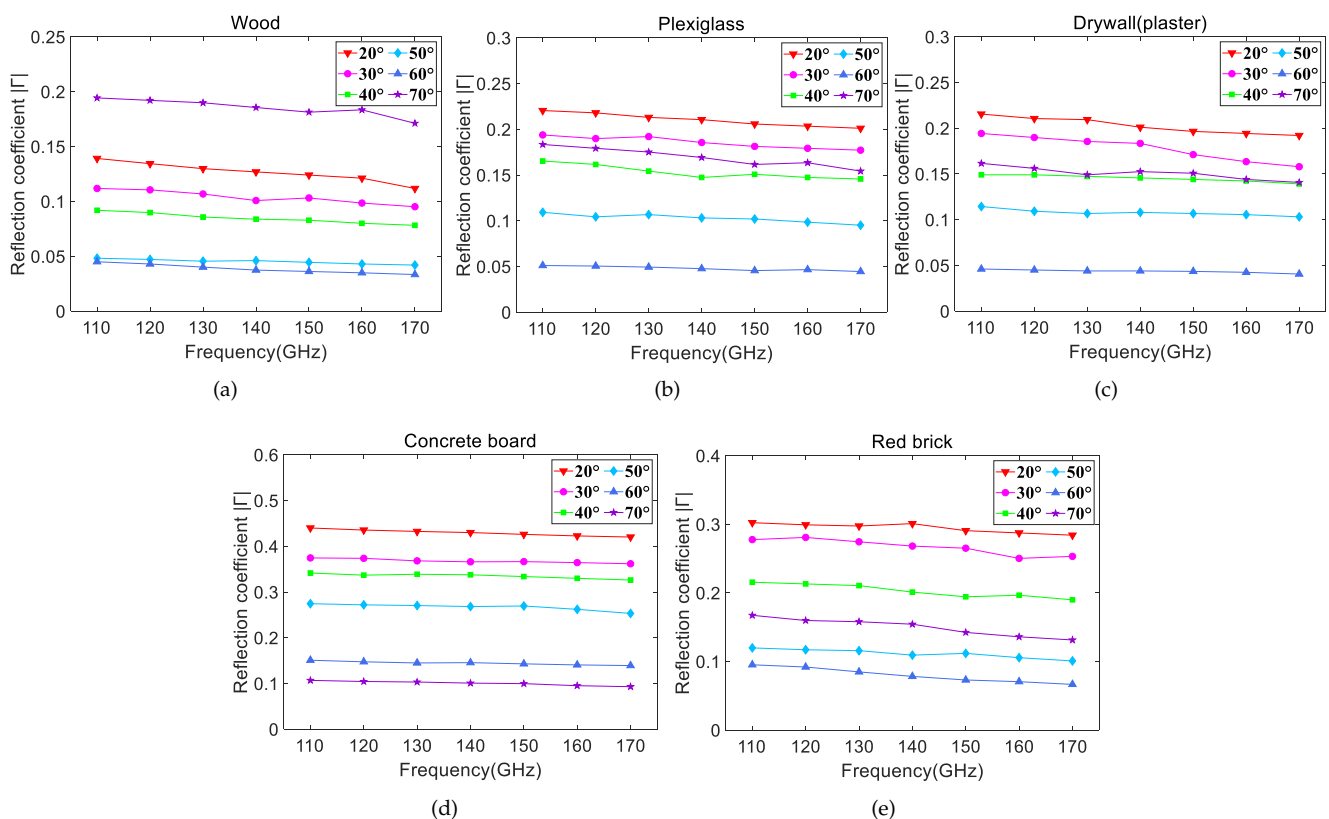 Wood
Reflection coefficient |Γ|
0.25
0.2
0.15
0.1
0.05
0
20° 50°
30° 60°
40° 70°
110 120 130 140 150 160 170
Frequency(GHz)
(a)
Plexiglass
Reflection coefficient |Γ|
0.3
0.25
0.2
0.15
0.1
0.05
0
20° 50°
30° 60°
40° 70°
110 120 130 140 150 160 170
Frequency(GHz)
(b)
Drywall(plaster)
Reflection coefficient |Γ|
0.3
0.25
0.2
0.15
0.1
0.05
0
20° 50°
30° 60°
40° 70°
110 120 130 140 150 160 170
Frequency(GHz)
(c)
Concrete board
Reflection coefficient |Γ|
0.6
0.5
0.4
0.3
0.2
0.1
0
20° 50°
30° 60°
40° 70°
110 120 130 140 150 160 170
Frequency(GHz)
(d)
Red brick
Reflection coefficient |Γ|
0.4
0.3
0.2
0.1
0
20° 50°
30° 60°
40° 70°
110 120 130 140 150 160 170
Frequency(GHz)
(e)